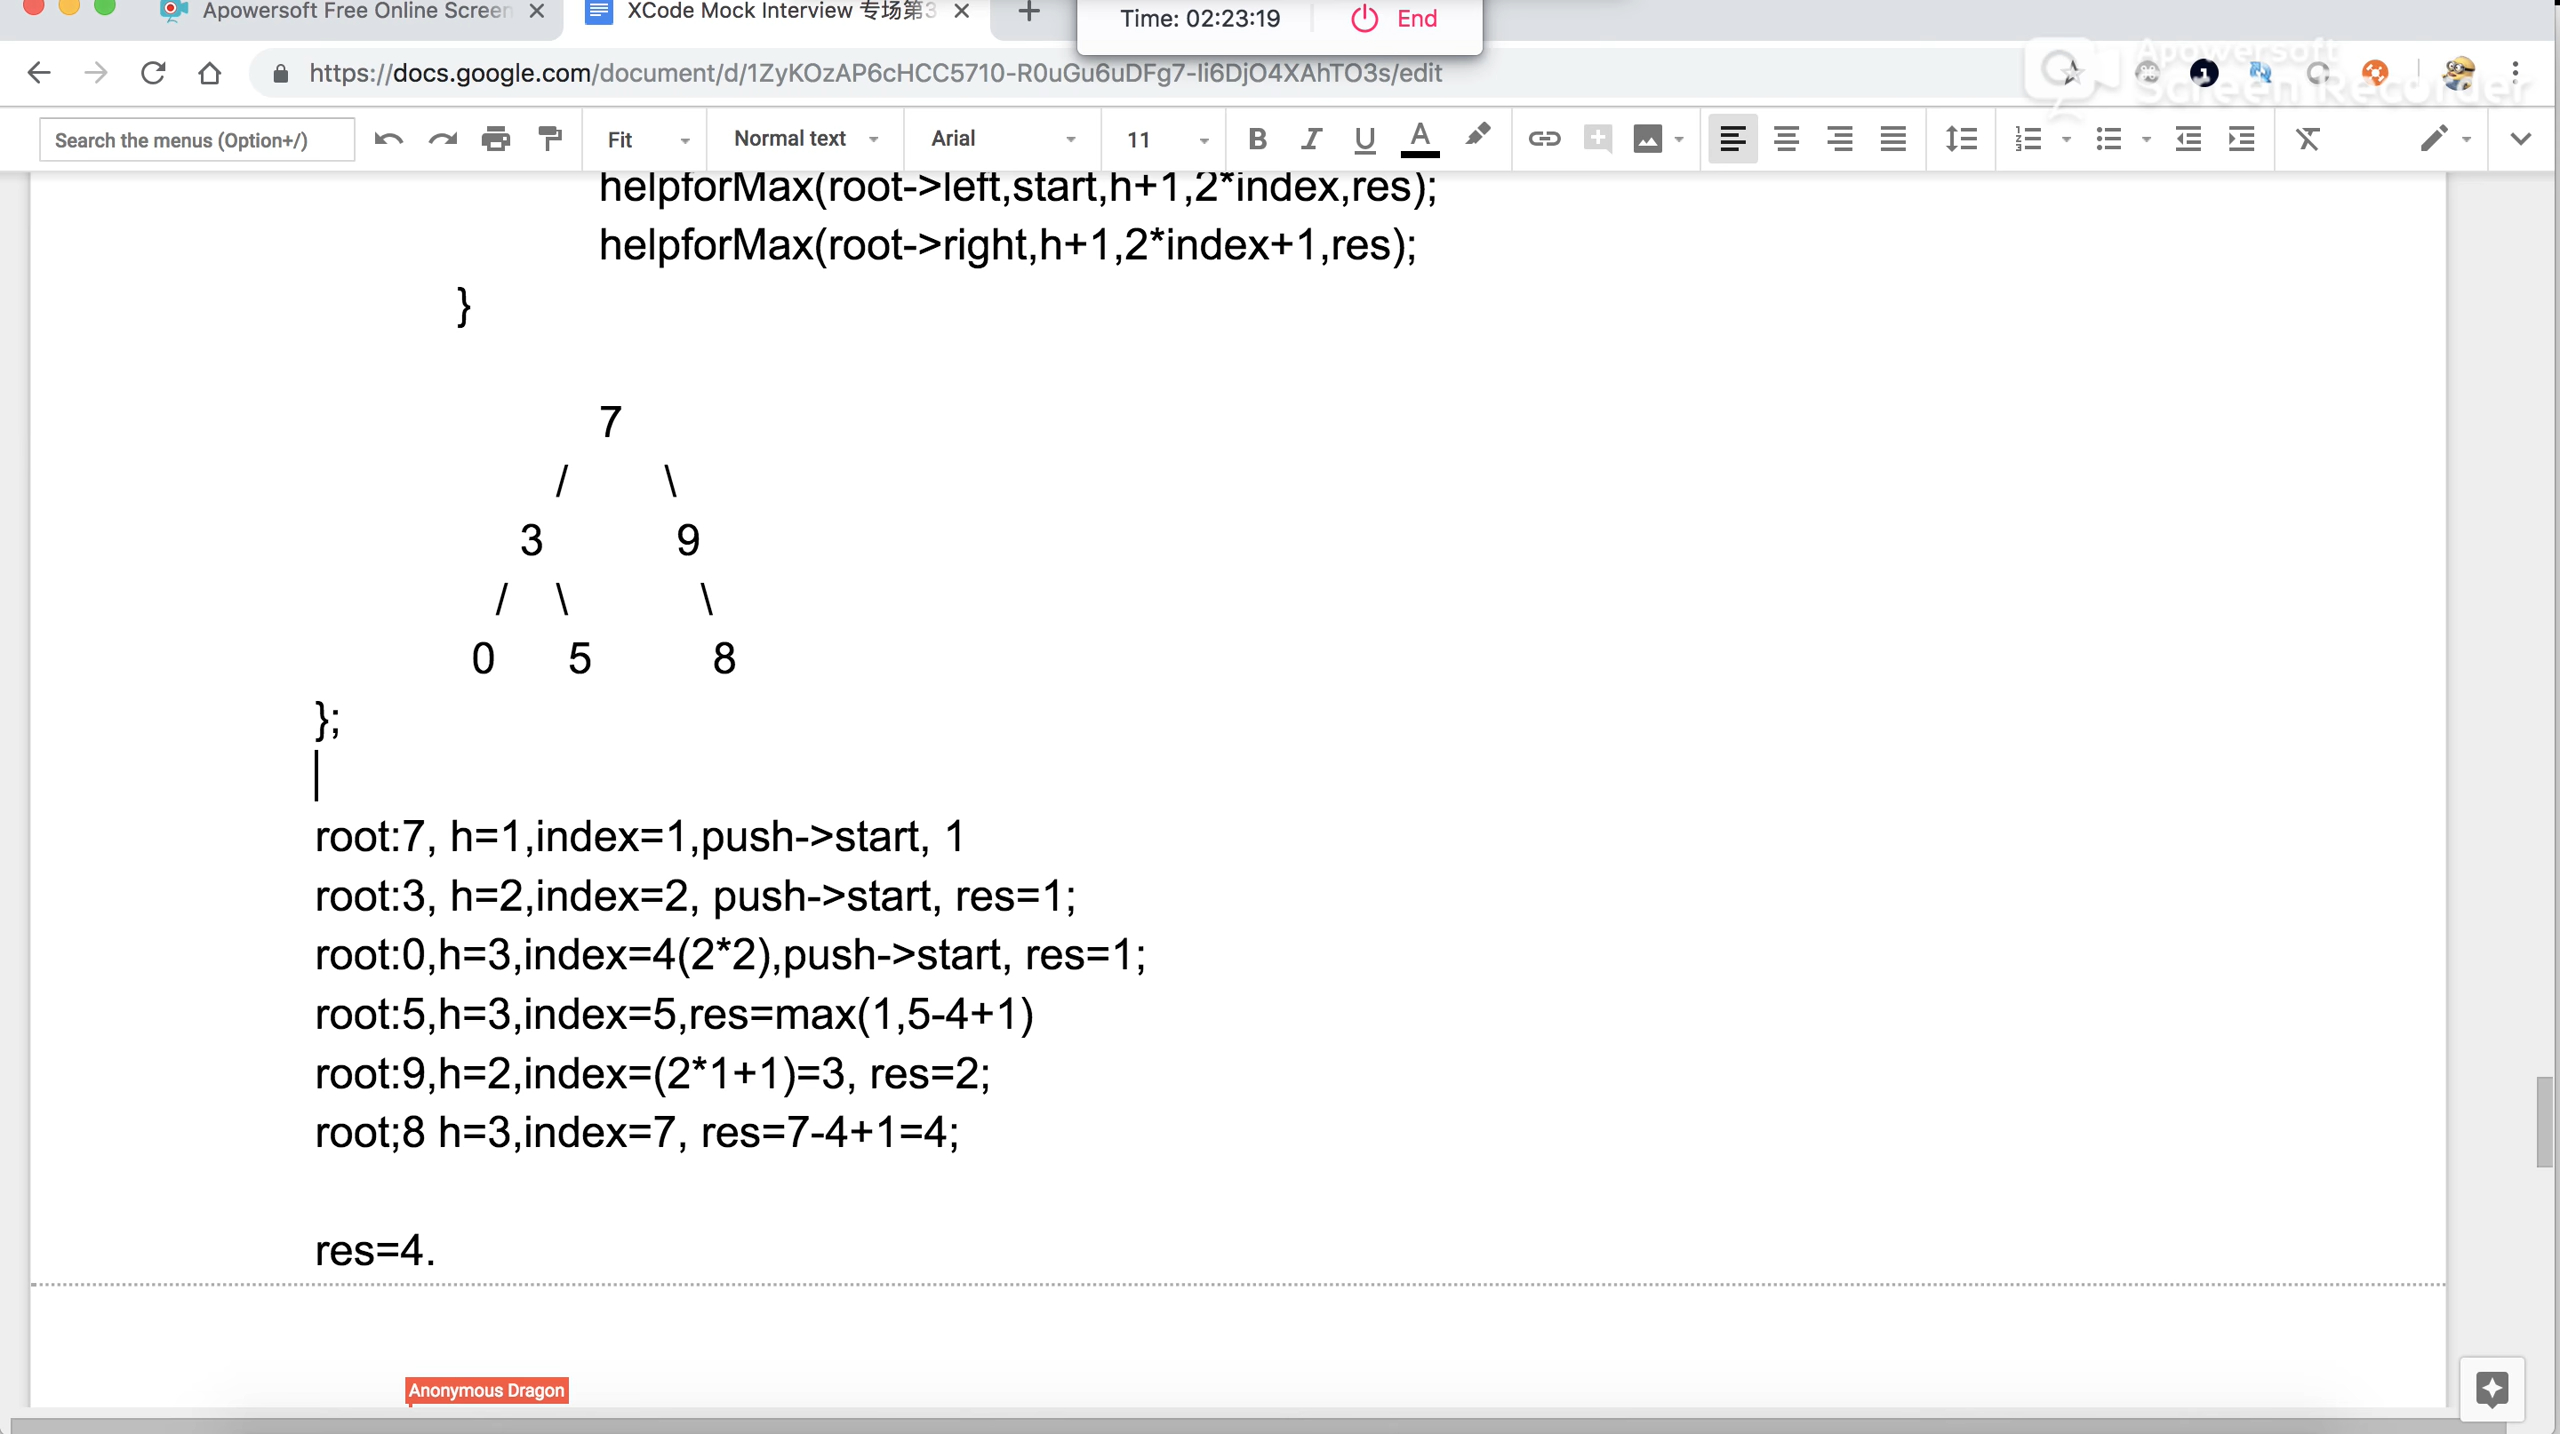 Apowersoft Free Online Screen
XCode Mock Interview 专场第3
Time: 02:23:19
End
https://docs.google.com/document/d/1ZyKOzAP6cHCC5710-R0uGu6uDFg7-li6DjO4XAhTO3s/edit
Apowersoft
Screen Recorder
Search the menus (Option+/)
Fit
Normal text
Arial
11
helpforMax(root->left,start,h+1,2*index,res);
helpforMax(root->right,h+1,2*index+1,res);
}
7
/ \
3 9
/ \ \
0 5 8
};
root:7, h=1,index=1,push->start, 1
root:3, h=2,index=2, push->start, res=1;
root:0,h=3,index=4(2*2),push->start, res=1;
root:5,h=3,index=5,res=max(1,5-4+1)
root:9,h=2,index=(2*1+1)=3, res=2;
root;8 h=3,index=7, res=7-4+1=4;
res=4.
Anonymous Dragon